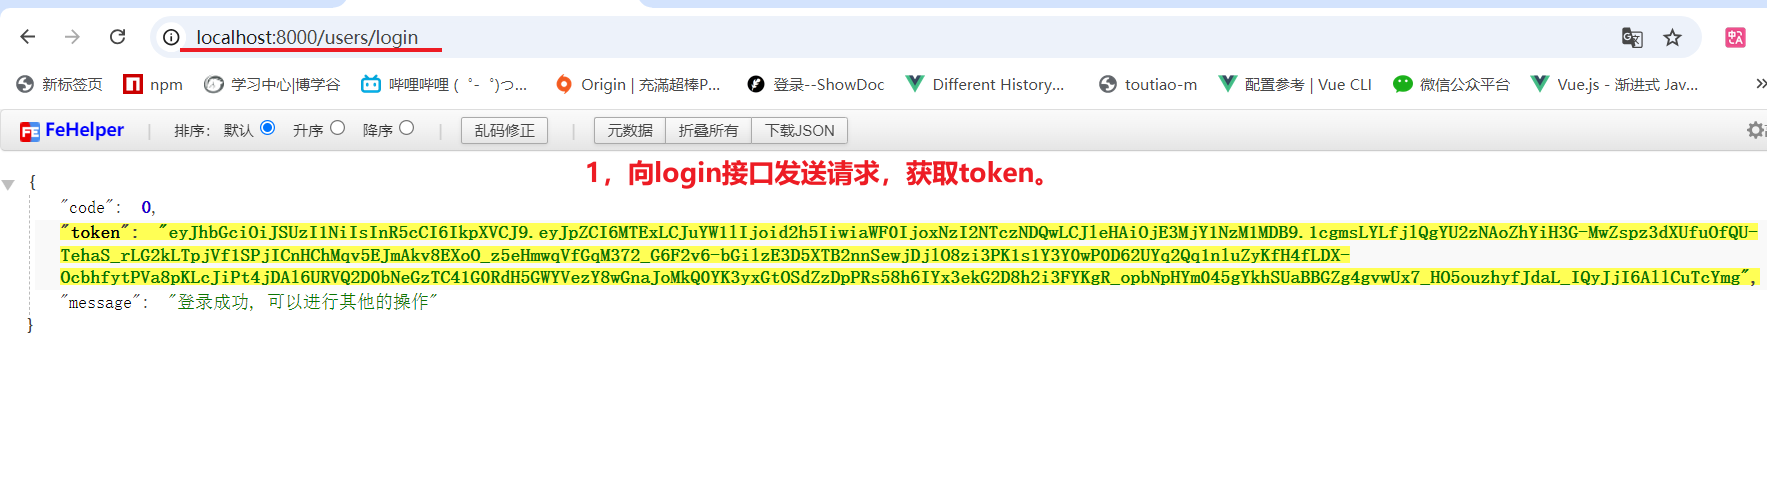 localhost:8000/users/login
新标签页 npm 学习中心|博学谷 哔哩哔哩 ( ゜- ゜)つ... Origin | 充满超棒P... 登录--ShowDoc Different History... toutiao-m 配置参考 | Vue CLI 微信公众平台 Vue.js - 渐进式 Jav... »
FeHelper | 排序: 默认 升序 降序 | 乱码修正 | 元数据 折叠所有 下载JSON
1，向login接口发送请求，获取token。
{
"code": 0,
"token": "eyJhbGciOiJSUzI1NiIsInR5cCI6IkpXVCJ9.eyJpZCI6MTExLCJuYW1lIjoid2h5IiwiaWF0IjoxNzI2NTczNDQwLCJleHAiOjE3MjY1NzM1MDB9.1cgmsLYLfjlQgYU2zNAoZhYiH3G-MwZspz3dXUfuOfQU-
TehaS_rLG2kLTpjVf1SPjICnHChMqv5EJmAkv8EXoO_z5eHmwqVfGqM372_G6F2v6-bGilzE3D5XTB2nnSewjDjlO8zi3PK1s1Y3Y0wP0D62UYq2Qq1nluZyKfH4fLDX-
OcbhfytPVa8pKLcJiPt4jDAl6URVQ2DObNeGzTC41G0RdH5GWYVezY8wGnaJoMkQ0YK3yxGtOSdZzDpPRs58h6IYx3ekG2D8h2i3FYKgR_opbNpHYm045gYkhSUaBBGZg4gvwUx7_HO5ouzhyfJdaL_IQyJjI6AllCuTcYmg",
"message": "登录成功, 可以进行其他的操作"
}